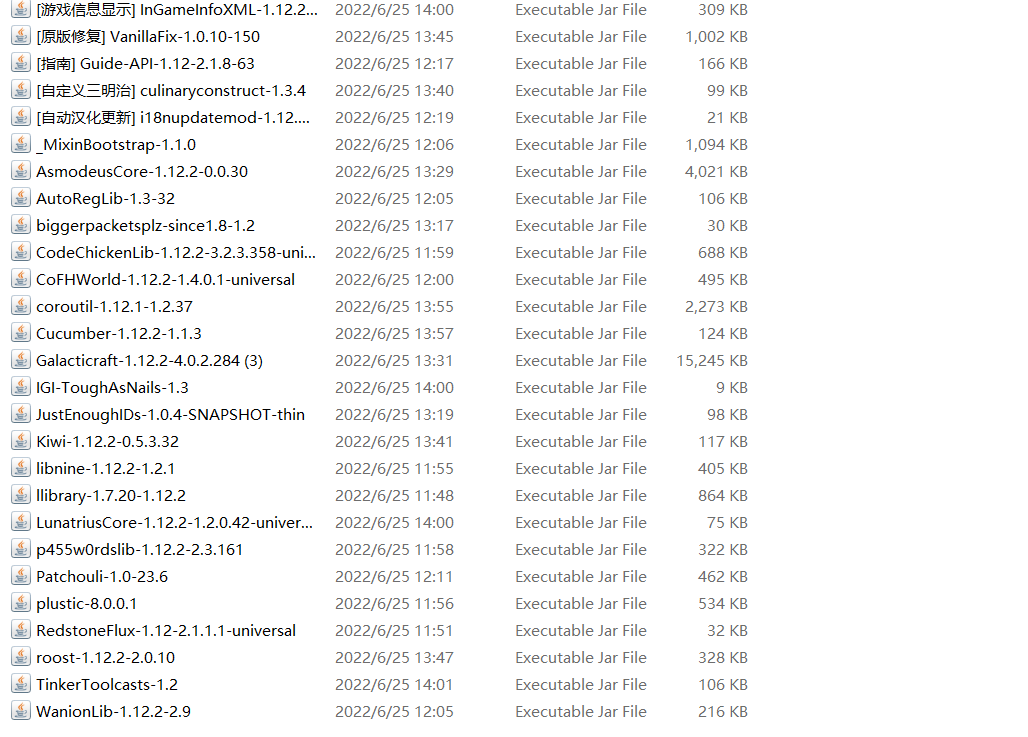 [游戏信息显示] InGameInfoXML-1.12.2... 2022/6/25 14:00 Executable Jar File 309 KB
[原版修复] VanillaFix-1.0.10-150 2022/6/25 13:45 Executable Jar File 1,002 KB
[指南] Guide-API-1.12-2.1.8-63 2022/6/25 12:17 Executable Jar File 166 KB
[自定义三明治] culinaryconstruct-1.3.4 2022/6/25 13:40 Executable Jar File 99 KB
[自动汉化更新] i18nupdatemod-1.12.... 2022/6/25 12:19 Executable Jar File 21 KB
_MixinBootstrap-1.1.0 2022/6/25 12:06 Executable Jar File 1,094 KB
AsmodeusCore-1.12.2-0.0.30 2022/6/25 13:29 Executable Jar File 4,021 KB
AutoRegLib-1.3-32 2022/6/25 12:05 Executable Jar File 106 KB
biggerpacketsplz-since1.8-1.2 2022/6/25 13:17 Executable Jar File 30 KB
CodeChickenLib-1.12.2-3.2.3.358-uni... 2022/6/25 11:59 Executable Jar File 688 KB
CoFHWorld-1.12.2-1.4.0.1-universal 2022/6/25 12:00 Executable Jar File 495 KB
coroutil-1.12.1-1.2.37 2022/6/25 13:55 Executable Jar File 2,273 KB
Cucumber-1.12.2-1.1.3 2022/6/25 13:57 Executable Jar File 124 KB
Galacticraft-1.12.2-4.0.2.284 (3) 2022/6/25 13:31 Executable Jar File 15,245 KB
IGI-ToughAsNails-1.3 2022/6/25 14:00 Executable Jar File 9 KB
JustEnoughIDs-1.0.4-SNAPSHOT-thin 2022/6/25 13:19 Executable Jar File 98 KB
Kiwi-1.12.2-0.5.3.32 2022/6/25 13:41 Executable Jar File 117 KB
libnine-1.12.2-1.2.1 2022/6/25 11:55 Executable Jar File 405 KB
llibrary-1.7.20-1.12.2 2022/6/25 11:48 Executable Jar File 864 KB
LunatriusCore-1.12.2-1.2.0.42-univer... 2022/6/25 14:00 Executable Jar File 75 KB
p455w0rdslib-1.12.2-2.3.161 2022/6/25 11:58 Executable Jar File 322 KB
Patchouli-1.0-23.6 2022/6/25 12:11 Executable Jar File 462 KB
plustic-8.0.0.1 2022/6/25 11:56 Executable Jar File 534 KB
RedstoneFlux-1.12-2.1.1.1-universal 2022/6/25 11:51 Executable Jar File 32 KB
roost-1.12.2-2.0.10 2022/6/25 13:47 Executable Jar File 328 KB
TinkerToolcasts-1.2 2022/6/25 14:01 Executable Jar File 106 KB
WanionLib-1.12.2-2.9 2022/6/25 12:05 Executable Jar File 216 KB